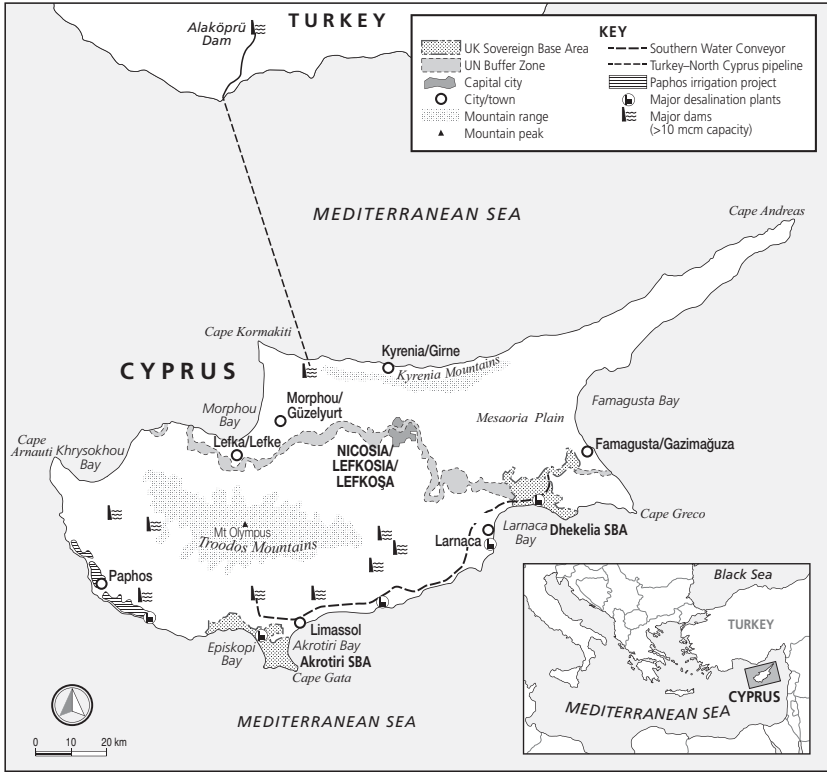 Alaköprü
Dam
TURKEY
KEY
UK Sovereign Base Area
UN Buffer Zone
Capital city
City/town
Mountain range
Mountain peak
Southern Water Conveyor
Turkey–North Cyprus pipeline
Paphos irrigation project
Major desalination plants
Major dams
(>10 mcm capacity)
MEDITERRANEAN SEA
Cape Andreas
Cape Kormakiti
Kyrenia/Girne
CYPRUS
Kyrenia Mountains
Morphou
Bay
Morphou/
Güzelyurt
Mesaoria Plain
Famagusta Bay
Cape
Arnauti
Khrysokhou
Bay
Lefka/Lefke
NICOSIA/
LEFKOSIA/
LEFKOŞA
Famagusta/Gazimağuza
Mt Olympus
Troodos Mountains
Larnaca
Larnaca
Bay
Dhekelia SBA
Cape Greco
Paphos
Limassol
Episkopi
Bay
Akrotiri Bay
Akrotiri SBA
Cape Gata
MEDITERRANEAN SEA
0 10 20 km
Black Sea
TURKEY
CYPRUS
MEDITERRANEAN SEA